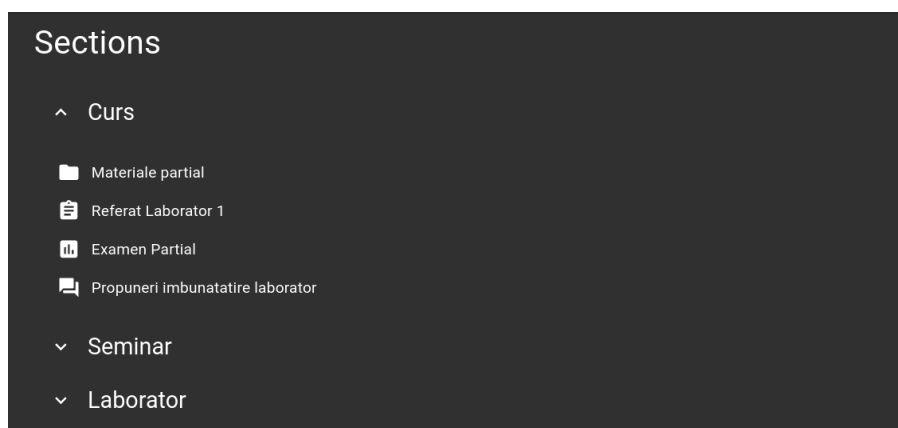 Sections
Curs
Materiale partial
Referat Laborator 1
Examen Partial
Propuneri imbunatatire laborator
Seminar
Laborator